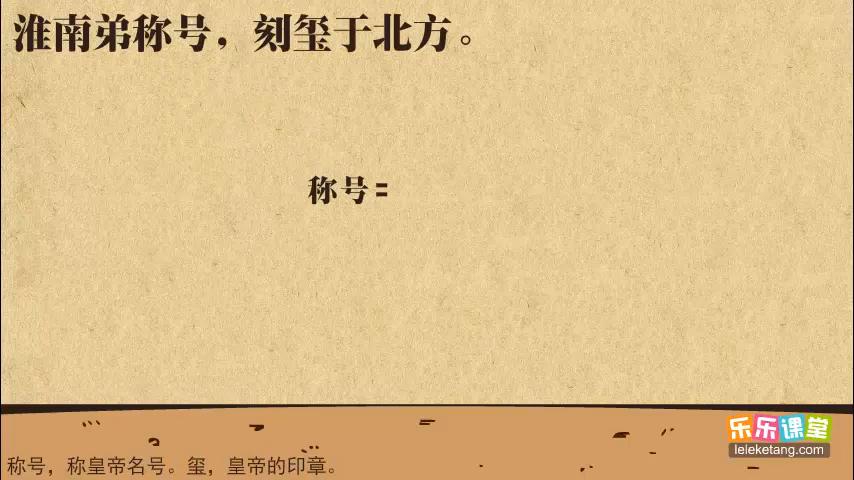 淮南弟称号，刻玺于北方。
称号=
乐乐课堂
leleketang.com
称号，称皇帝名号。玺，皇帝的印章。